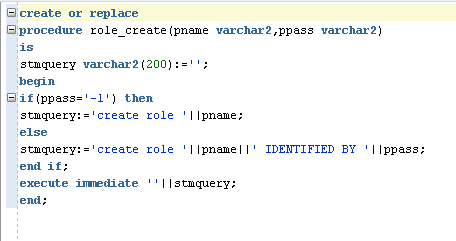 create or replace
procedure role_create(pname varchar2,ppass varchar2)
is
stmquery varchar2(200):='';
begin
if(ppass='-1') then
stmquery:='create role '||pname;
else
stmquery:='create role '||pname||' IDENTIFIED BY '||ppass;
end if;
execute immediate ''||stmquery;
end;